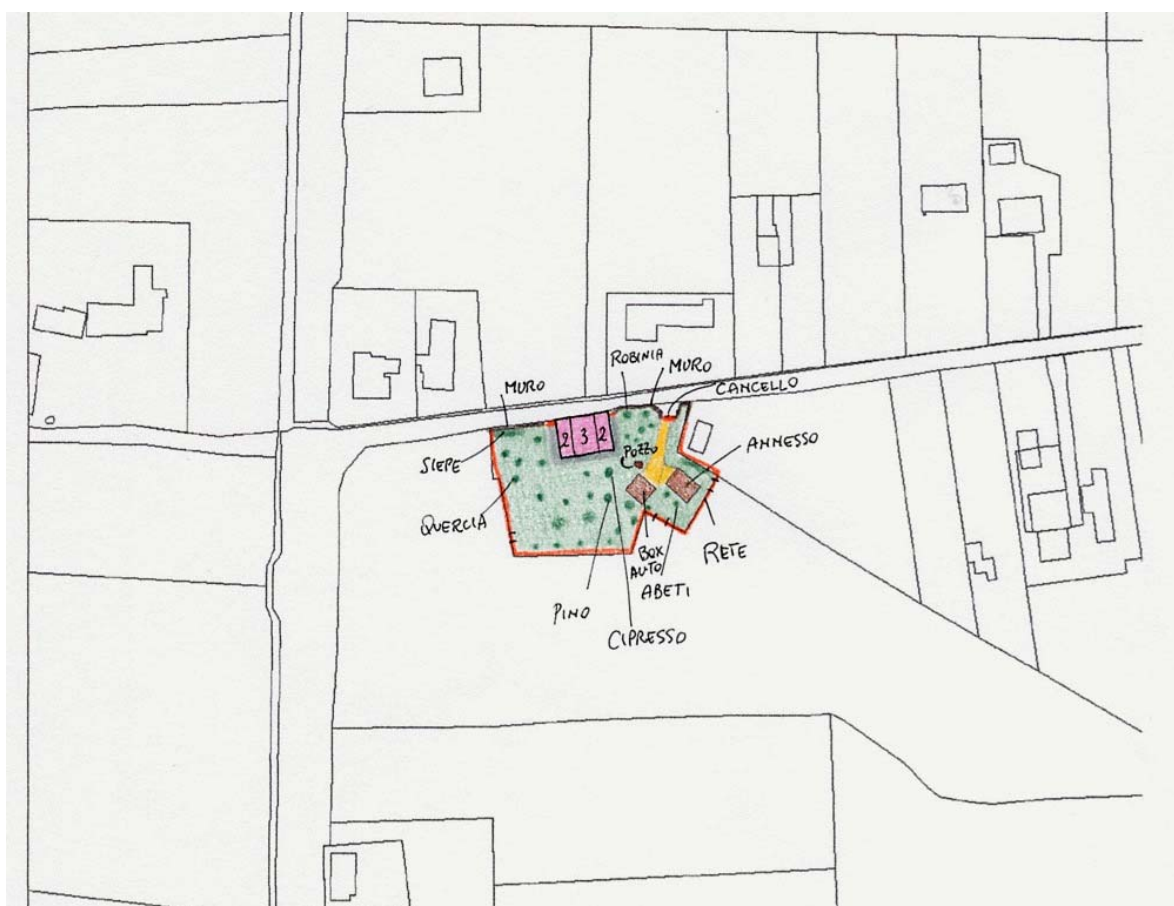 ROBINIA
MURO
MURO
CANCELLO
2 3 2
SIEPE
POZZO
ANNESSO
QUERCIA
BOX
AUTO
RETE
ABETI
PINO
CIPRESSO